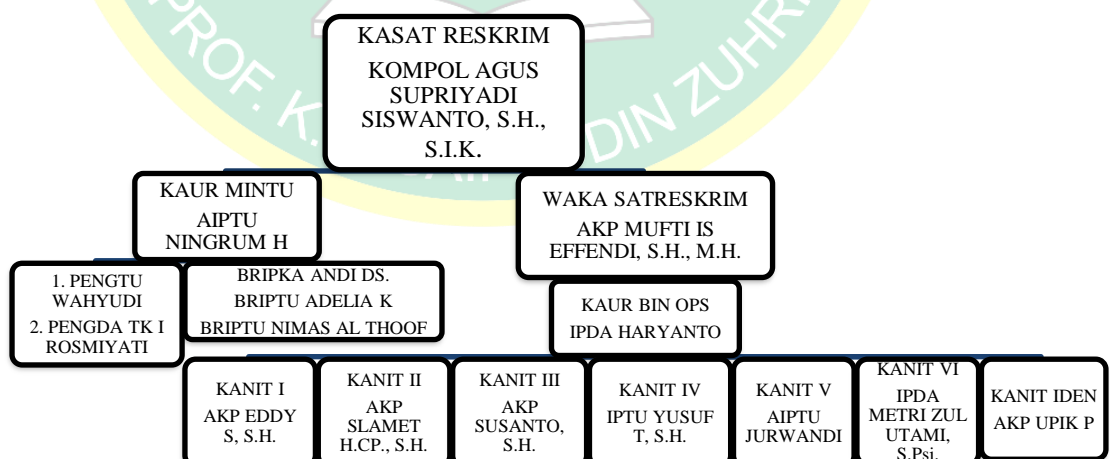 PROF. K.
DIN ZUHRI
KASAT RESKRIM
KOMPOL AGUS
SUPRIYADI
SISWANTO, S.H.,
S.I.K.
KAUR MINTU
AIPTU
NINGRUM H
WAKA SATRESKRIM
AKP MUFTI IS
EFFENDI, S.H., M.H.
1. PENGTU
WAHYUDI
2. PENGDA TK I
ROSMIYATI
BRIPKA ANDI DS.
BRIPTU ADELIA K
BRIPTU NIMAS AL THOOF
KAUR BIN OPS
IPDA HARYANTO
KANIT I
AKP EDDY
S, S.H.
KANIT II
AKP
SLAMET
H.CP., S.H.
KANIT III
AKP
SUSANTO,
S.H.
KANIT IV
IPTU YUSUF
T, S.H.
KANIT V
AIPTU
JURWANDI
KANIT VI
IPDA
METRI ZUL
UTAMI,
S.Psi.
KANIT IDEN
AKP UPIK P